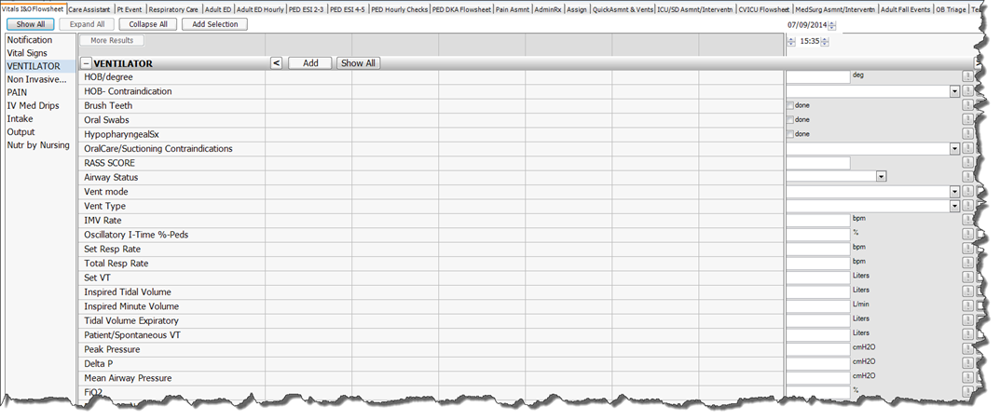 Vitals I&O Flowsheet Care Assistant Pt Event Respiratory Care Adult ED Adult ED Hourly PED ESI 2-3 PED ESI 4-5 PED Hourly Checks PED DKA Flowsheet Pain Asmnt AdminRx Assign QuickAsmnt & Vents ICU/SD Asmnt/Interventn CVICU Flowsheet MedSurg Asmnt/Interventn Adult Fall Events OB Triage
Show All Expand All Collapse All Add Selection 07/09/2014
Notification More Results 15:35
Vital Signs
VENTILATOR − VENTILATOR < Add Show All
Non Invasive... HOB/degree deg
PAIN HOB- Contraindication
IV Med Drips Brush Teeth done
Intake Oral Swabs done
Output HypopharyngealSx done
Nutr by Nursing OralCare/Suctioning Contraindications
RASS SCORE
Airway Status
Vent mode
Vent Type
IMV Rate bpm
Oscillatory I-Time %-Peds %
Set Resp Rate bpm
Total Resp Rate bpm
Set VT Liters
Inspired Tidal Volume Liters
Inspired Minute Volume L/min
Tidal Volume Expiratory Liters
Patient/Spontaneous VT Liters
Peak Pressure cmH2O
Delta P cmH2O
Mean Airway Pressure cmH2O
FiO2 %